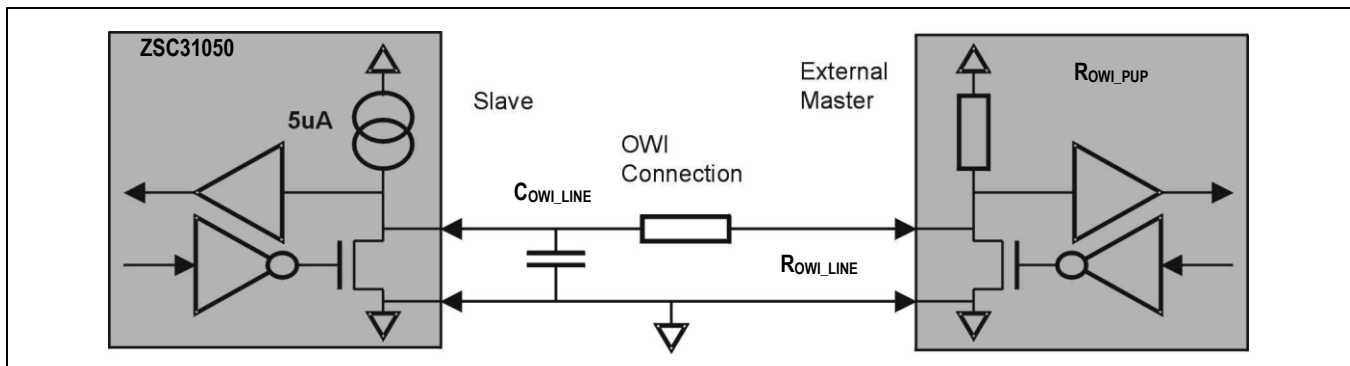 ZSC31050
5uA
Slave
COWI_LINE
OWI
Connection
ROWI_LINE
External
Master
ROWI_PUP